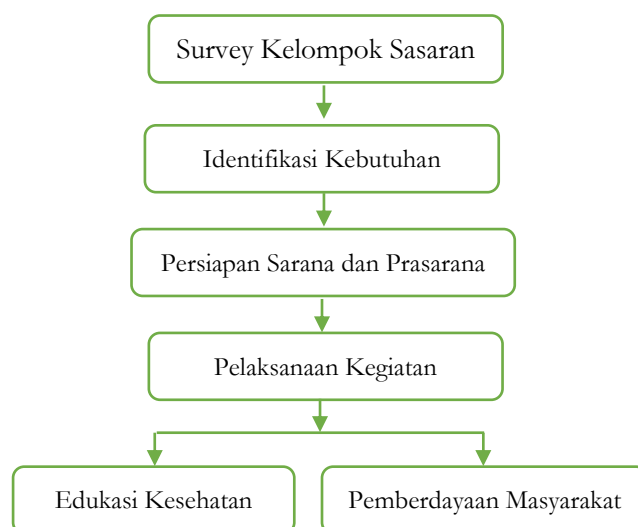 Survey Kelompok Sasaran
Identifikasi Kebutuhan
Persiapan Sarana dan Prasarana
Pelaksanaan Kegiatan
Edukasi Kesehatan
Pemberdayaan Masyarakat